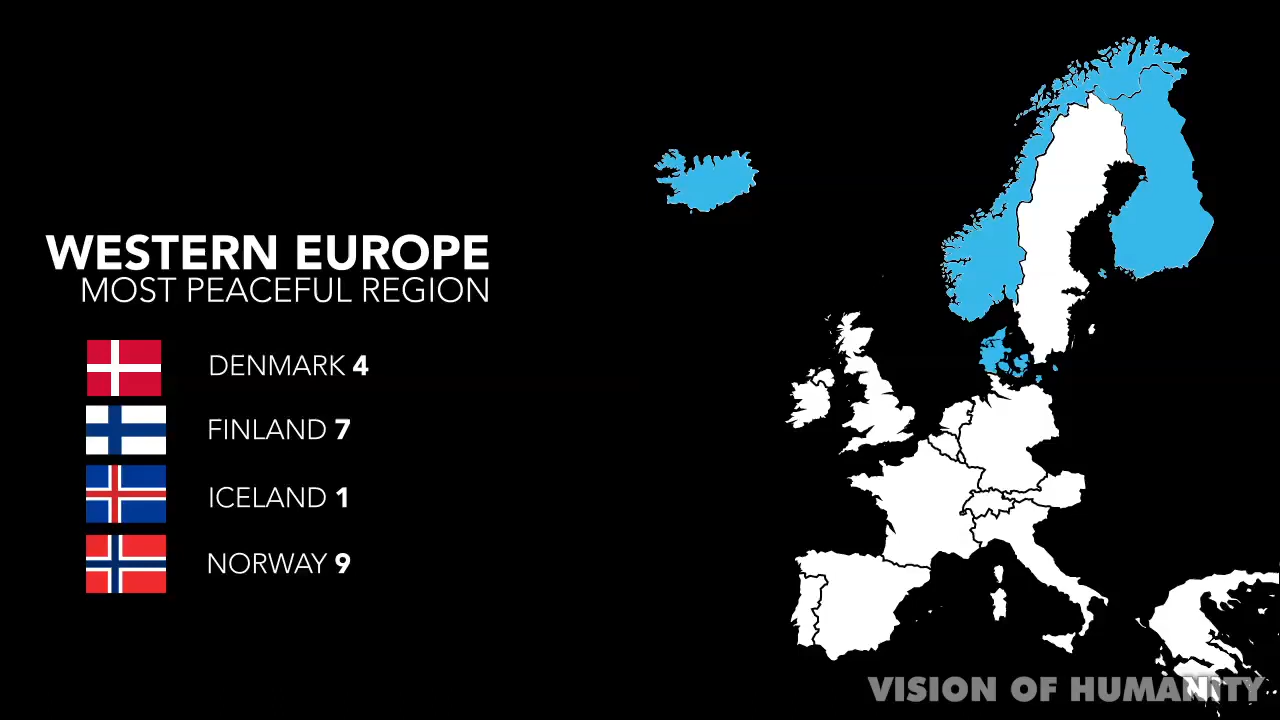 WESTERN EUROPE
MOST PEACEFUL REGION
DENMARK 4
FINLAND 7
ICELAND 1
NORWAY 9
VISION OF HUMANITY